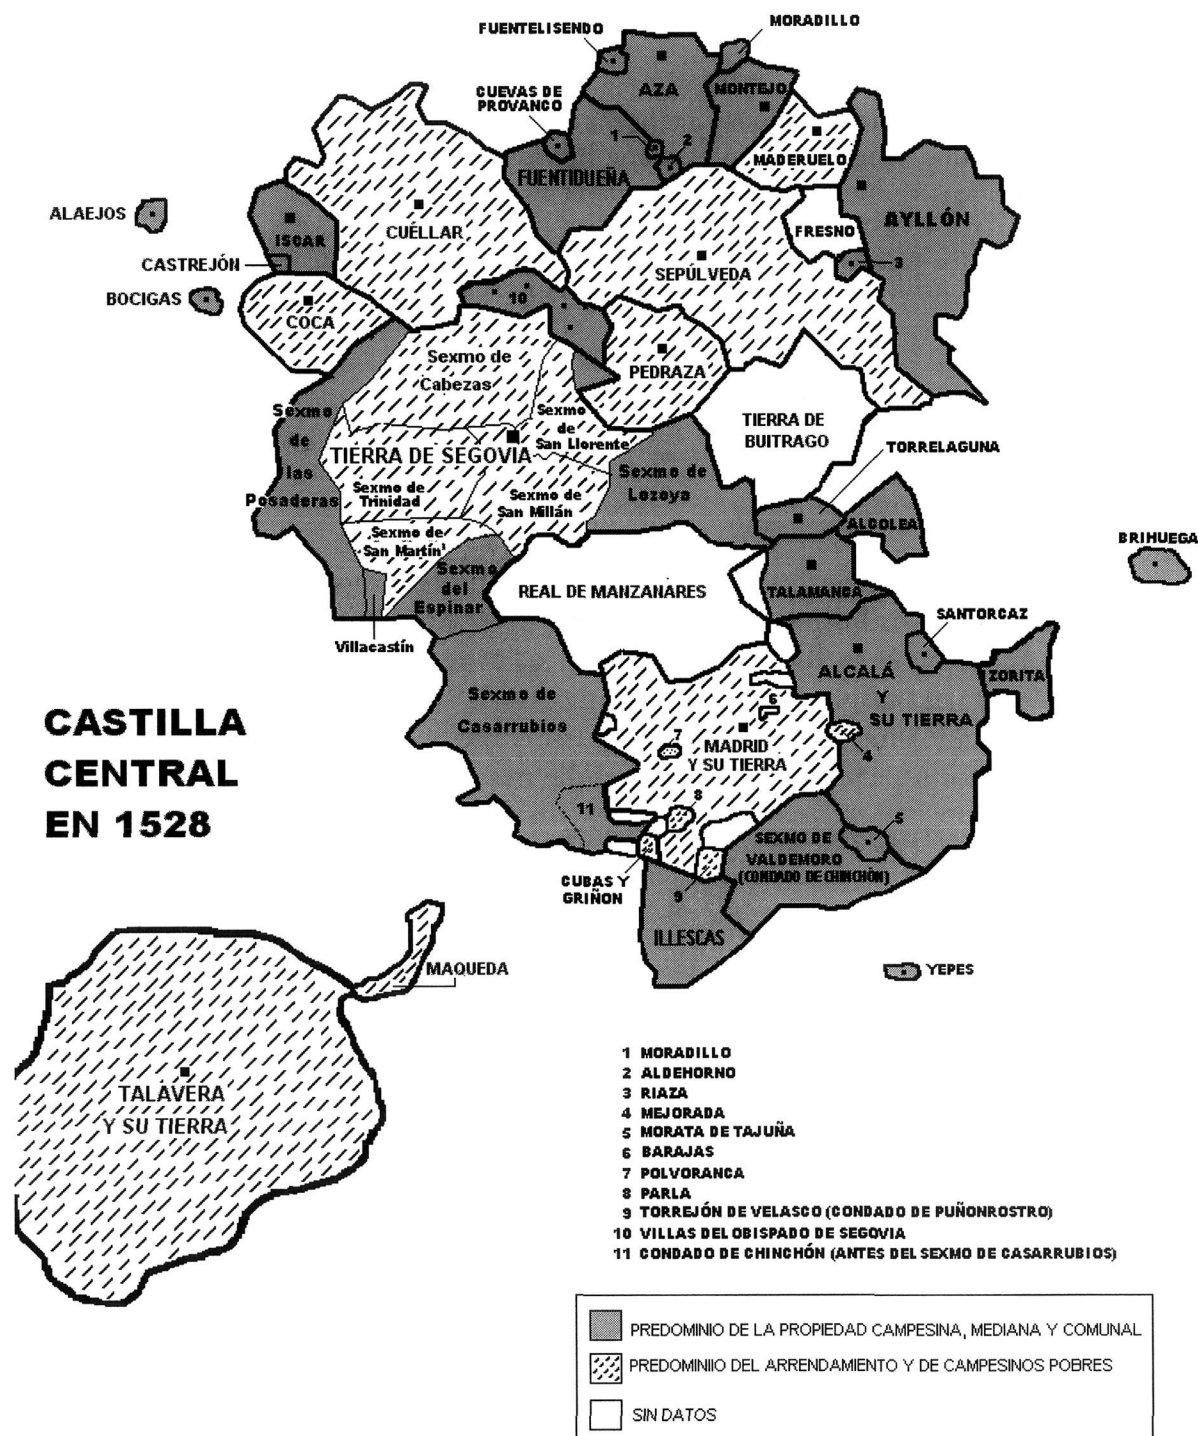 FUENTELISENDO
MORADILLO
AZA
MONTEJO
CUEVAS DE
PROVANCO
1
2
MADERUELO
FUENTIDUEÑA
ALAEJOS
ISCAR
CUÉLLAR
FRESNO
AYLLÓN
CASTREJÓN
SEPÚLVEDA
3
BOCIGAS
COCA
10
Sexmo de
Cabezas
PEDRAZA
Sexmo
de
las
Posaderas
Sexmo
de
San Llorente
TIERRA DE
BUITRAGO
TIERRA DE SEGOVIA
TORRELAGUNA
Sexmo de
Lozoya
Sexmo de
Trinidad
Sexmo de
San Millán
ALCOLEA
Sexmo de
San Martín
BRIHUEGA
Sexmo
del
Espinar
REAL DE MANZANARES
TALAMANCA
SANTORCAZ
Villacastín
ALCALÁ
Y
SU TIERRA
ZORITA
Sexmo de
Casarrubios
6
MADRID
Y SU TIERRA
7
4
CASTILLA
CENTRAL
EN 1528
8
11
5
SEXMO DE
VALDEMORO
(CONDADO DE CHINCHÓN)
CUBAS Y
GRIÑON
9
ILLESCAS
MAQUEDA
YEPES
TALAVERA
Y SU TIERRA
1 MORADILLO
2 ALDEHORNO
3 RIAZA
4 MEJORADA
5 MORATA DE TAJUÑA
6 BARAJAS
7 POLVORANCA
8 PARLA
9 TORREJÓN DE VELASCO (CONDADO DE PUÑONROSTRO)
10 VILLAS DEL OBISPADO DE SEGOVIA
11 CONDADO DE CHINCHÓN (ANTES DEL SEXMO DE CASARRUBIOS)
PREDOMINIO DE LA PROPIEDAD CAMPESINA, MEDIANA Y COMUNAL
PREDOMINIIO DEL ARRENDAMIENTO Y DE CAMPESINOS POBRES
SIN DATOS